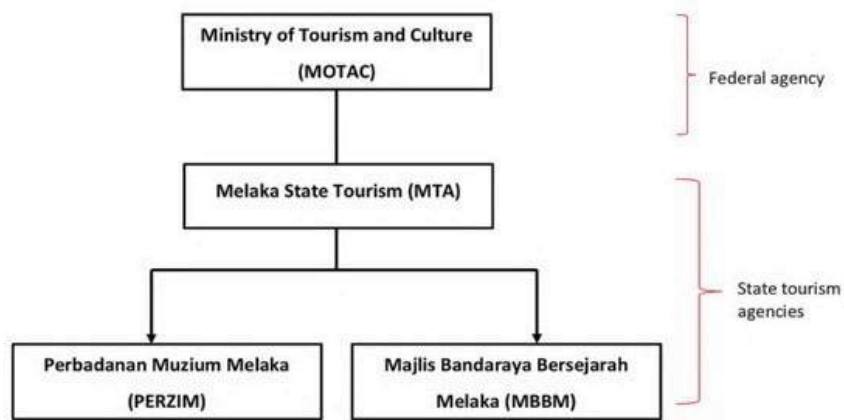 Ministry of Tourism and Culture
(MOTAC)
Federal agency
Melaka State Tourism (MTA)
State tourism
agencies
Perbadanan Muzium Melaka
(PERZIM)
Majlis Bandaraya Bersejarah
Melaka (MBBM)